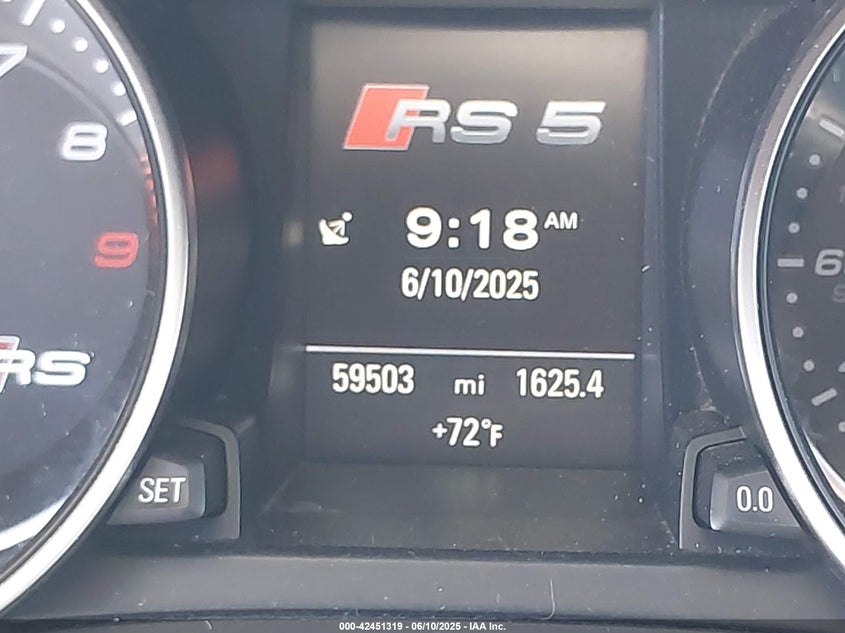 7
8
9
RS
SET
RS 5
9:18 AM
6/10/2025
59503 mi 1625.4
+72°F
0.0
000-42451319 - 06/10/2025 - IAA Inc.